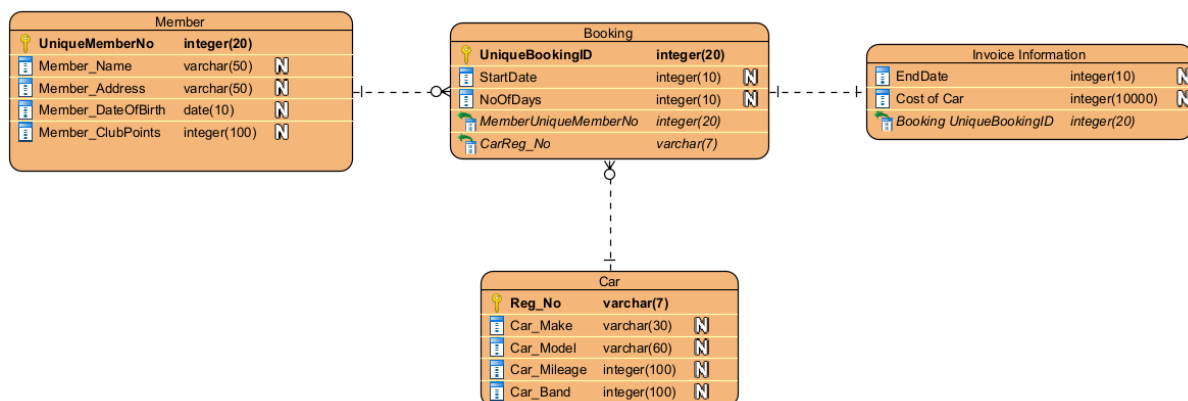 Member
UniqueMemberNo integer(20)
Member_Name varchar(50) N
Member_Address varchar(50) N
Member_DateOfBirth date(10) N
Member_ClubPoints integer(100) N
Booking
UniqueBookingID integer(20)
StartDate integer(10) N
NoOfDays integer(10) N
MemberUniqueMemberNo integer(20)
CarReg_No varchar(7)
Invoice Information
EndDate integer(10) N
Cost of Car integer(10000) N
Booking UniqueBookingID integer(20)
Car
Reg_No varchar(7)
Car_Make varchar(30) N
Car_Model varchar(60) N
Car_Mileage integer(100) N
Car_Band integer(100) N